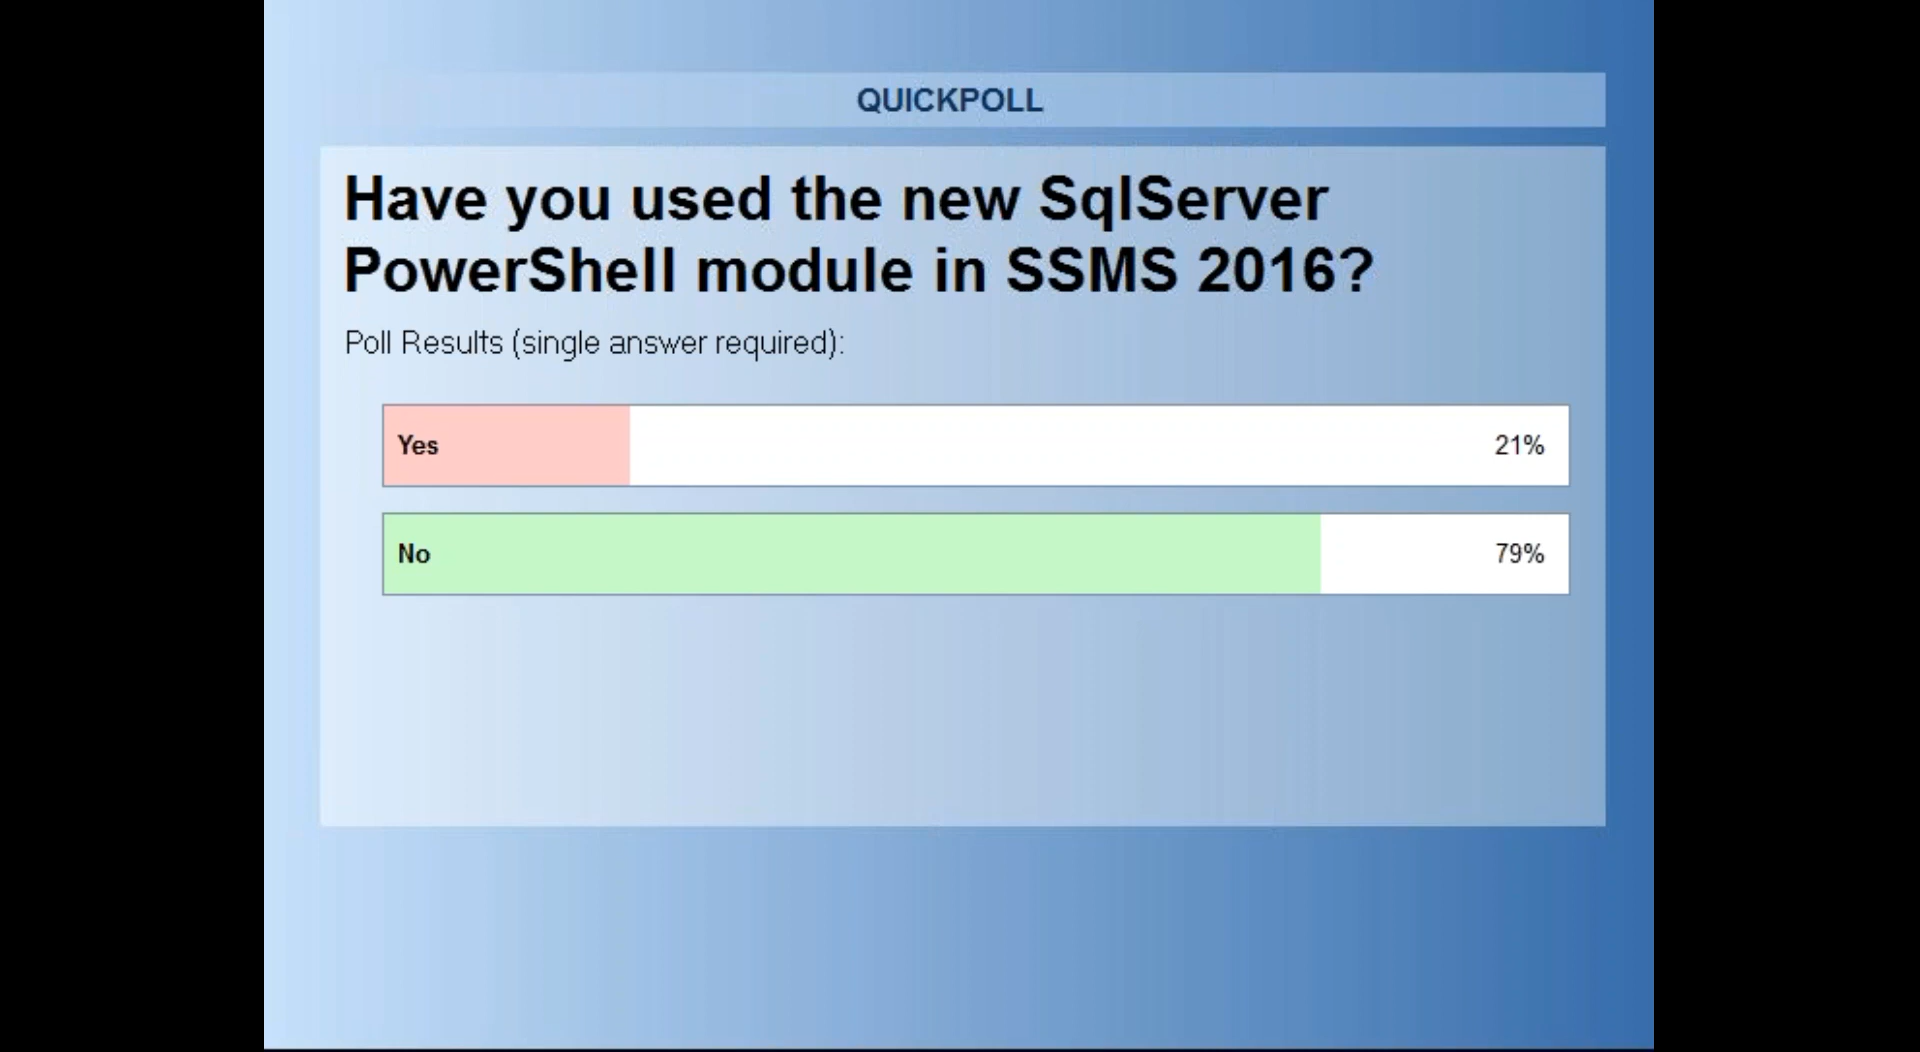 QUICKPOLL
Have you used the new SqlServer
PowerShell module in SSMS 2016?
Poll Results (single answer required):
Yes 21%
No 79%